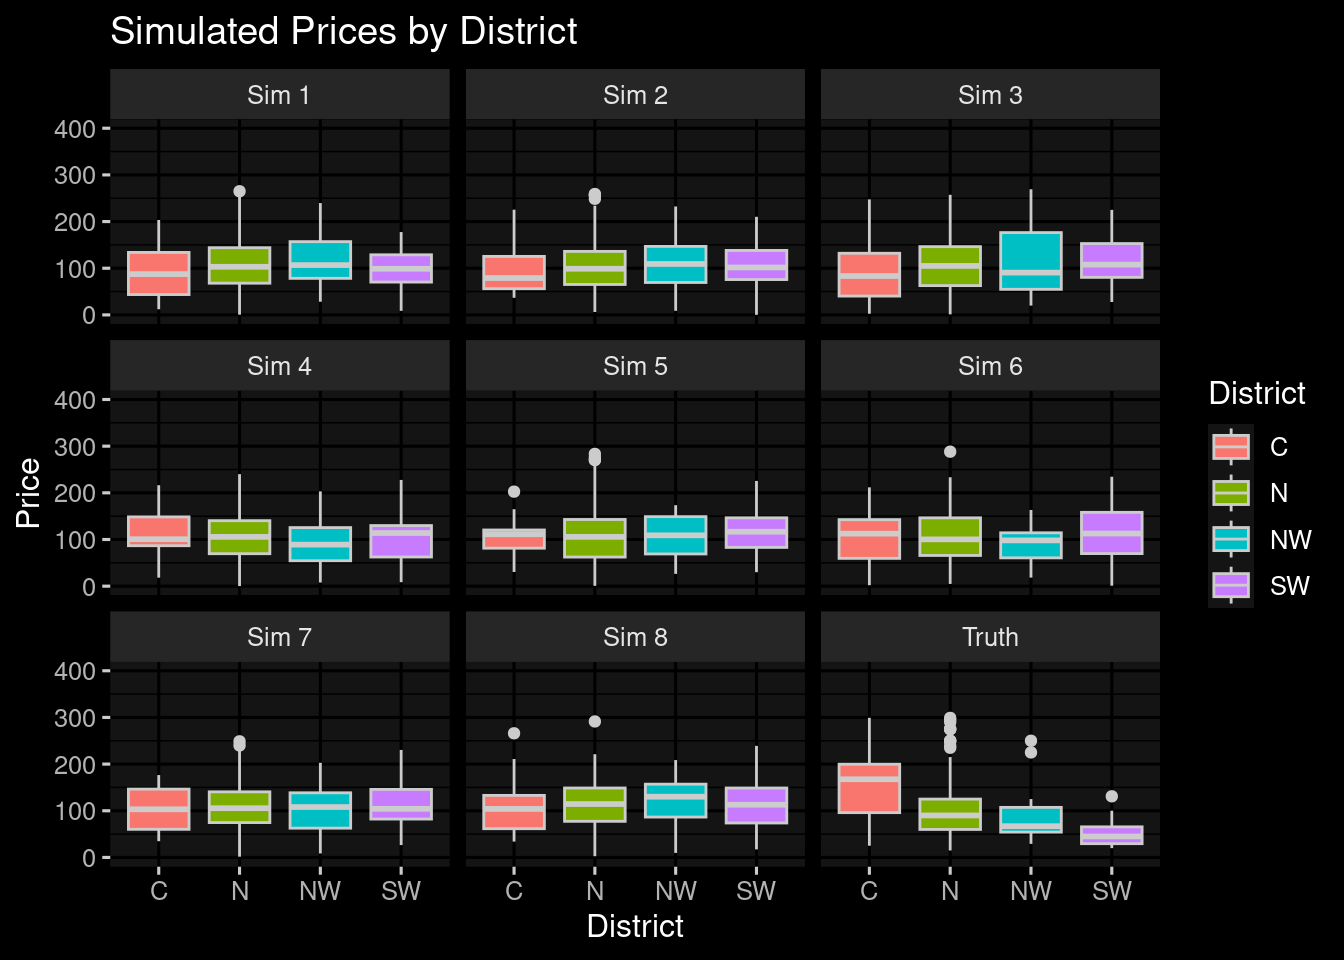 Simulated Prices by District
Sim 1 Sim 2 Sim 3
400
300
200
100
0
Sim 4 Sim 5 Sim 6
400
300
200
100
0
Sim 7 Sim 8 Truth
400
300
200
100
0
C N NW SW C N NW SW C N NW SW
District
Price
District
C
N
NW
SW